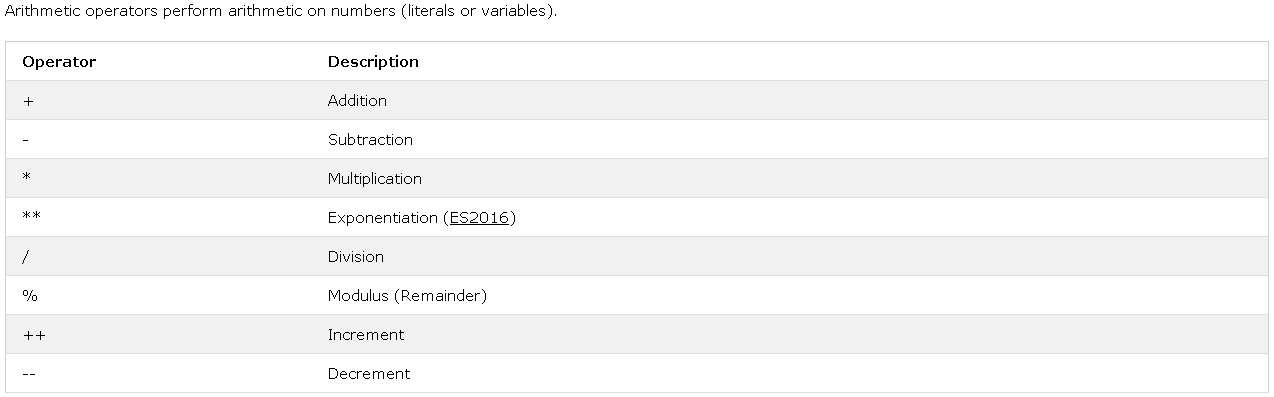 Arithmetic operators perform arithmetic on numbers (literals or variables).
Operator Description
+ Addition
- Subtraction
* Multiplication
** Exponentiation (ES2016)
/ Division
% Modulus (Remainder)
++ Increment
-- Decrement